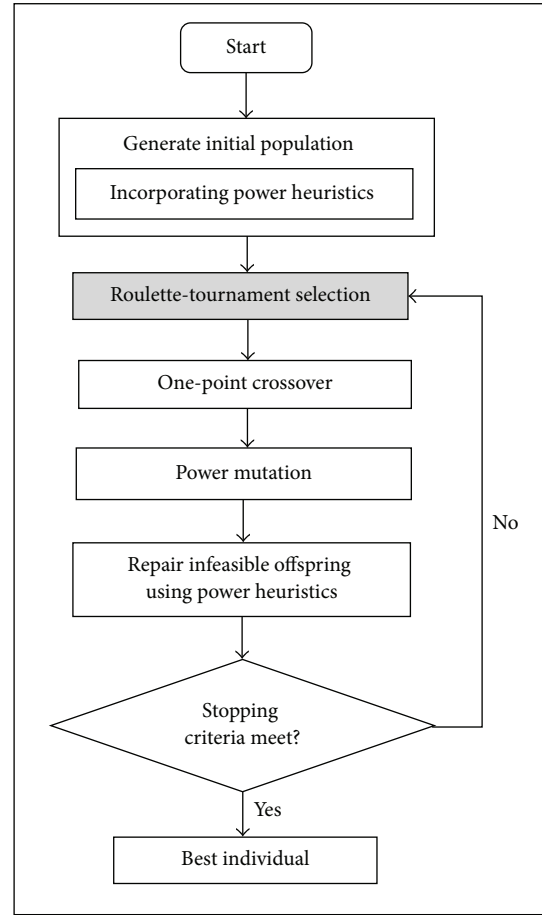 Start
Generate initial population
Incorporating power heuristics
Roulette-tournament selection
One-point crossover
Power mutation
No
Repair infeasible offspring
using power heuristics
Stopping
criteria meet?
Yes
Best individual